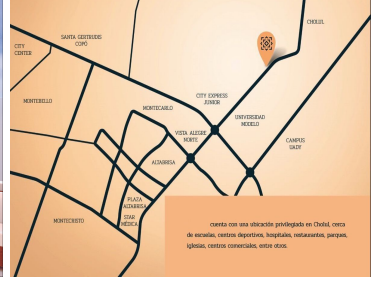 CHOLUL
SANTA GERTRUDIS
COPÓ
CITY
CENTER
CITY EXPRESS
JUNIOR
MONTEBELLO
MONTECARLO
UNIVERSIDAD
MODELO
VISTA ALEGRE
NORTE
CAMPUS
UADY
ALTABRISA
PLAZA
ALTABRISA
STAR
MÉDICA
MONTECRISTO
cuenta con una ubicación privilegiada en Cholul, cerca
de escuelas, centros deportivos, hospitales, restaurantes, parques,
iglesias, centros comerciales, entre otros.